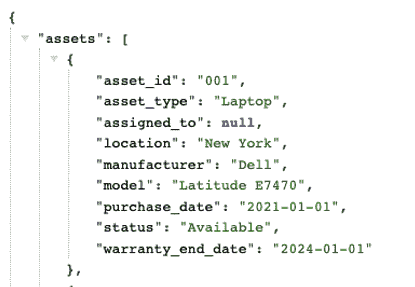 {
"assets": [
{
"asset_id": "001",
"asset_type": "Laptop",
"assigned_to": null,
"location": "New York",
"manufacturer": "Dell",
"model": "Latitude E7470",
"purchase_date": "2021-01-01",
"status": "Available",
"warranty_end_date": "2024-01-01"
},